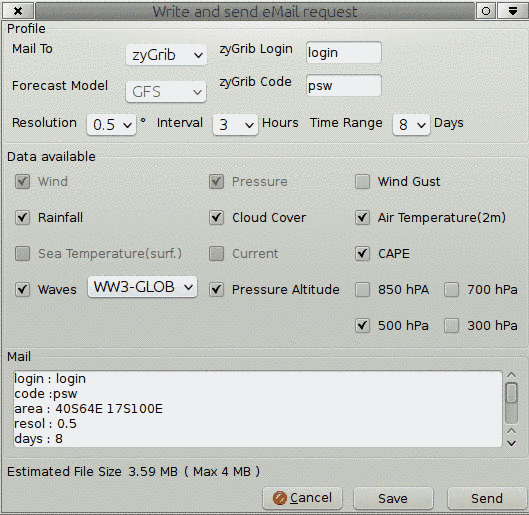 Write and send eMail request
Profile
Mail To zyGrib zyGrib Login login
Forecast Model GFS zyGrib Code psw
Resolution 0.5 ° Interval 3 Hours Time Range 8 Days
Data available
Wind Pressure Wind Gust
Rainfall Cloud Cover Air Temperature(2m)
Sea Temperature(surf.) Current CAPE
Waves WW3-GLOB Pressure Altitude 850 hPA 700 hPa
500 hPa 300 hPa
Mail
login : login
code :psw
area : 40S64E 17S100E
resol : 0.5
days : 8
Estimated File Size 3.59 MB ( Max 4 MB )
Cancel Save Send